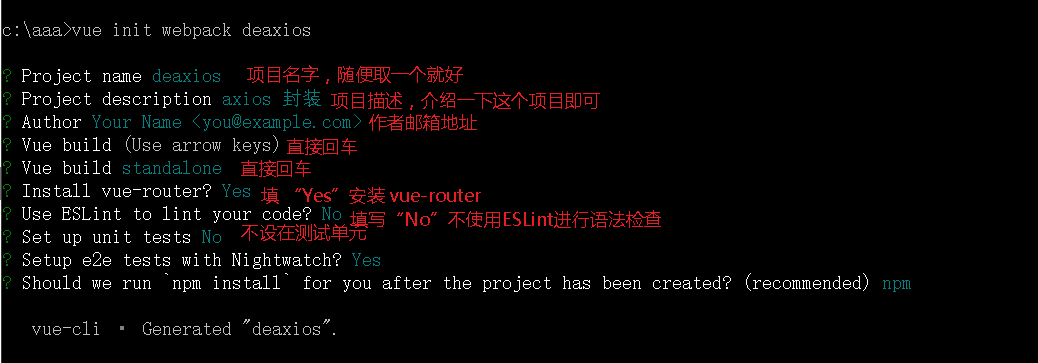 c:\aaa>vue init webpack deaxios
? Project name deaxios 项目名字，随便取一个就好
? Project description axios 封装 项目描述，介绍一下这个项目即可
? Author Your Name <you@example.com> 作者邮箱地址
? Vue build (Use arrow keys) 直接回车
? Vue build standalone 直接回车
? Install vue-router? Yes 填 “Yes”安装 vue-router
? Use ESLint to lint your code? No 填写“No”不使用ESLint进行语法检查
? Set up unit tests No 不设在测试单元
? Setup e2e tests with Nightwatch? Yes
? Should we run `npm install` for you after the project has been created? (recommended) npm
vue-cli · Generated "deaxios".